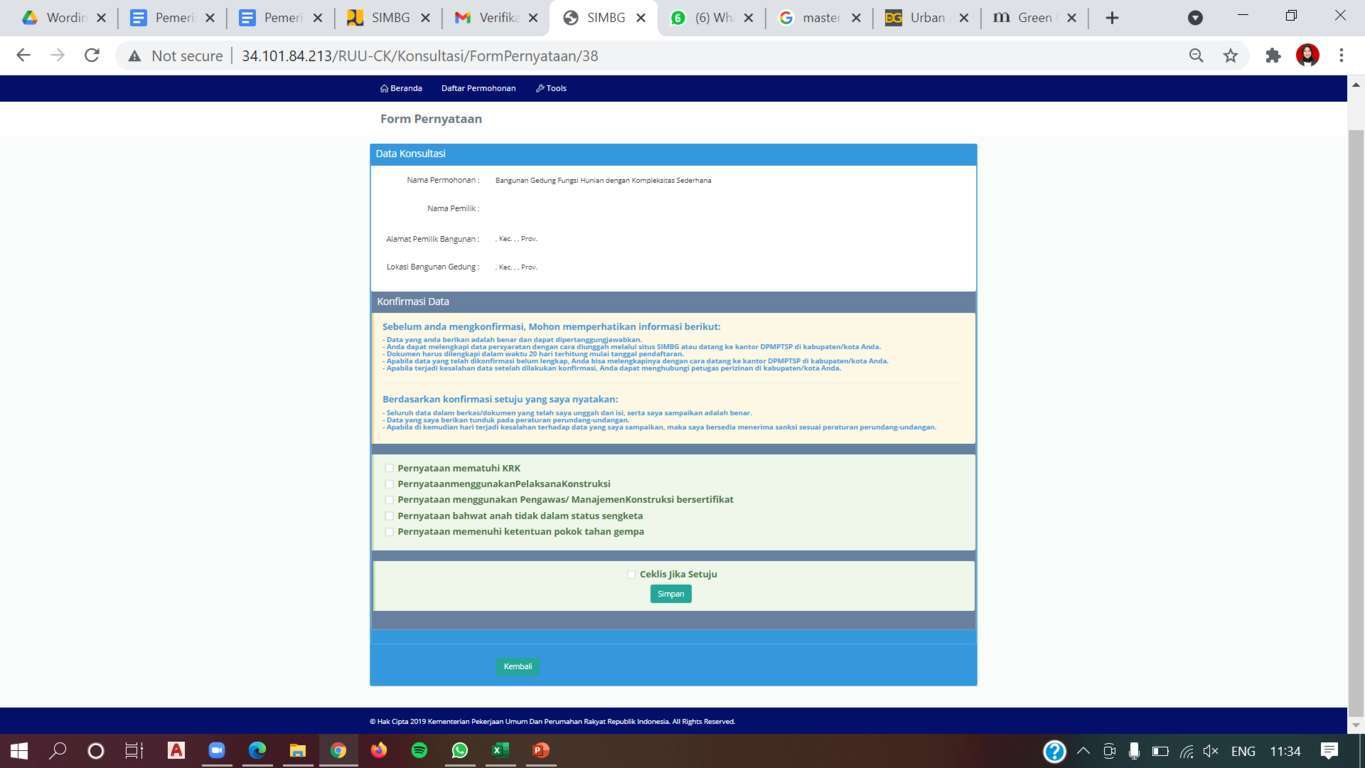 Wordin
Pemeri
Pemeri
SIMBG
Verifika
SIMBG
(6) Wh
master
Urban
Green
Not secure
34.101.84.213/RUU-CK/Konsultasi/FormPernyataan/38
Beranda Daftar Permohonan Tools
Form Pernyataan
Data Konsultasi
Nama Permohonan : Bangunan Gedung Fungsi Hunian dengan Kompleksitas Sederhana
Nama Pemilik :
Alamat Pemilik Bangunan : , Kec. , , Prov.
Lokasi Bangunan Gedung : , Kec. , , Prov.
Konfirmasi Data
Sebelum anda mengkonfirmasi, Mohon memperhatikan informasi berikut:
- Data yang anda berikan adalah benar dan dapat dipertanggungjawabkan.
- Anda dapat melengkapi data persyaratan dengan cara diunggah melalui situs SIMBG atau datang ke kantor DPMPTSP di kabupaten/kota Anda.
- Dokumen harus dilengkapi dalam waktu 20 hari terhitung mulai tanggal pendaftaran.
- Apabila data yang telah dikonfirmasi belum lengkap, Anda bisa melengkapinya dengan cara datang ke kantor DPMPTSP di kabupaten/kota Anda.
- Apabila terjadi kesalahan data setelah dilakukan konfirmasi, Anda dapat menghubungi petugas perizinan di kabupaten/kota Anda.
Berdasarkan konfirmasi setuju yang saya nyatakan:
- Seluruh data dalam berkas/dokumen yang telah saya unggah dan isi, serta saya sampaikan adalah benar.
- Data yang saya berikan tunduk pada peraturan perundang-undangan.
- Apabila di kemudian hari terjadi kesalahan terhadap data yang saya sampaikan, maka saya bersedia menerima sanksi sesuai peraturan perundang-undangan.
Pernyataan mematuhi KRK
PernyataanmenggunakanPelaksanaKonstruksi
Pernyataan menggunakan Pengawas/ ManajemenKonstruksi bersertifikat
Pernyataan bahwat anah tidak dalam status sengketa
Pernyataan memenuhi ketentuan pokok tahan gempa
Ceklis Jika Setuju
Simpan
Kembali
© Hak Cipta 2019 Kementerian Pekerjaan Umum Dan Perumahan Rakyat Republik Indonesia. All Rights Reserved.
ENG 11:34